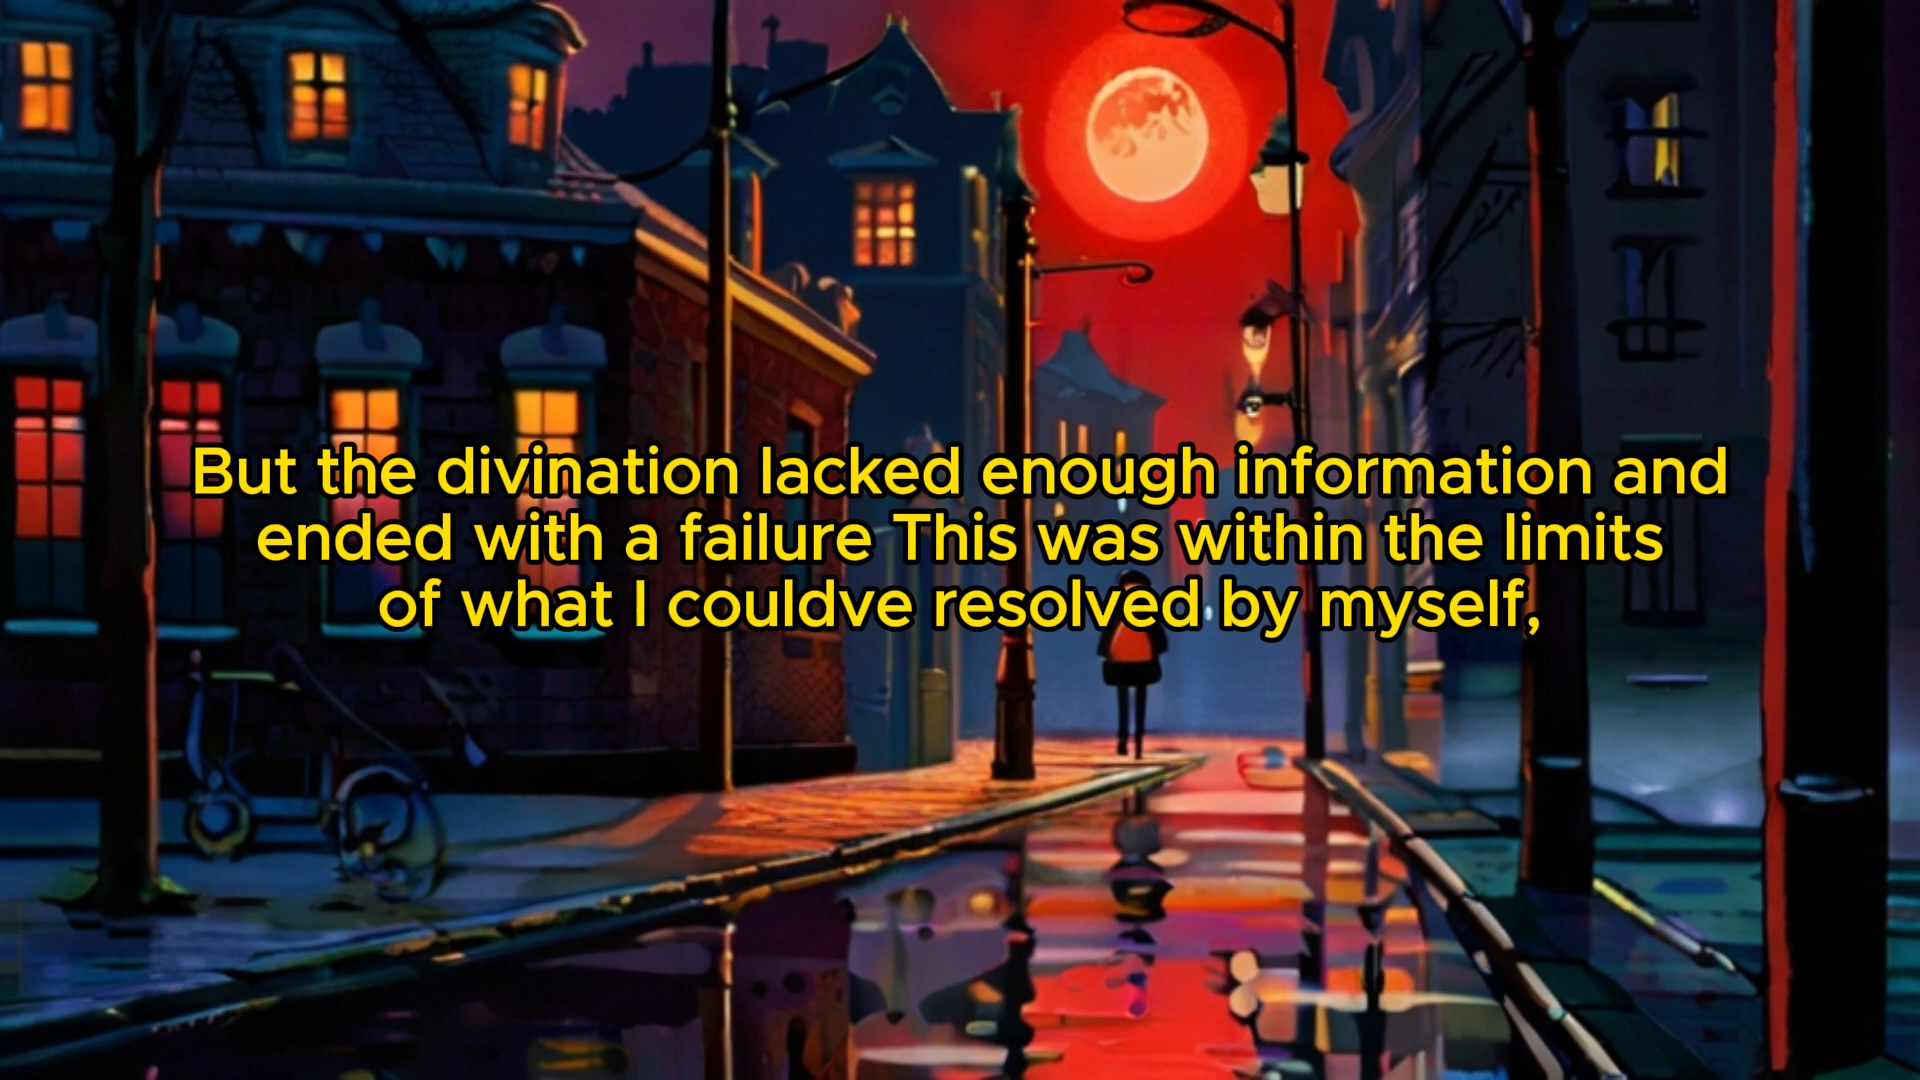 But the divination lacked enough information and
ended with a failure This was within the limits
of what I couldve resolved by myself,